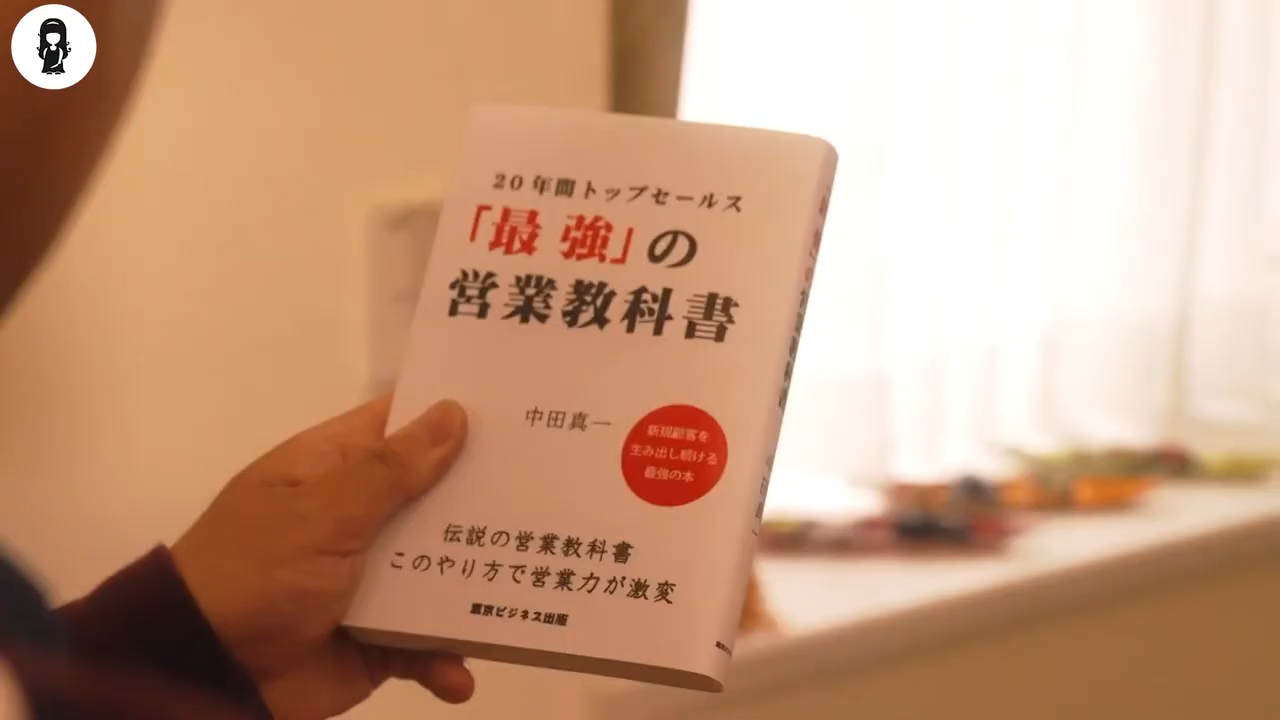 20年間トップセールス
「最強」の
営業教科書
中田真一
新規顧客を
生み出し続ける
最強の本
伝説の営業教科書
このやり方で営業力が激変
東京ビジネス出版